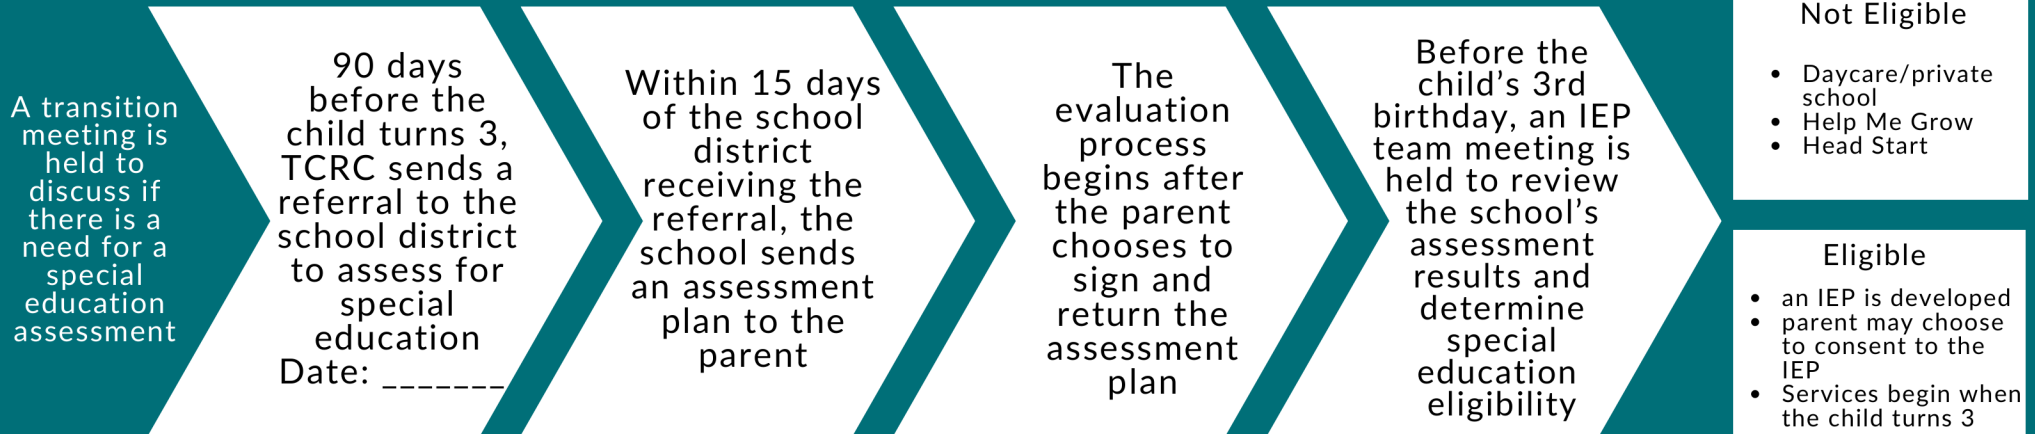 A transition
meeting is
held to
discuss if
there is a
need for a
special
education
assessment
90 days
before the
child turns 3,
TCRC sends a
referral to the
school district
to assess for
special
education
Date: _______
Within 15 days
of the school
district
receiving the
referral, the
school sends
an assessment
plan to the
parent
The
evaluation
process
begins after
the parent
chooses to
sign and
return the
assessment
plan
Before the
child’s 3rd
birthday, an IEP
team meeting is
held to review
the school’s
assessment
results and
determine
special
education
eligibility
Not Eligible
• Daycare/private
school
• Help Me Grow
• Head Start
Eligible
• an IEP is developed
• parent may choose
to consent to the
IEP
• Services begin when
the child turns 3